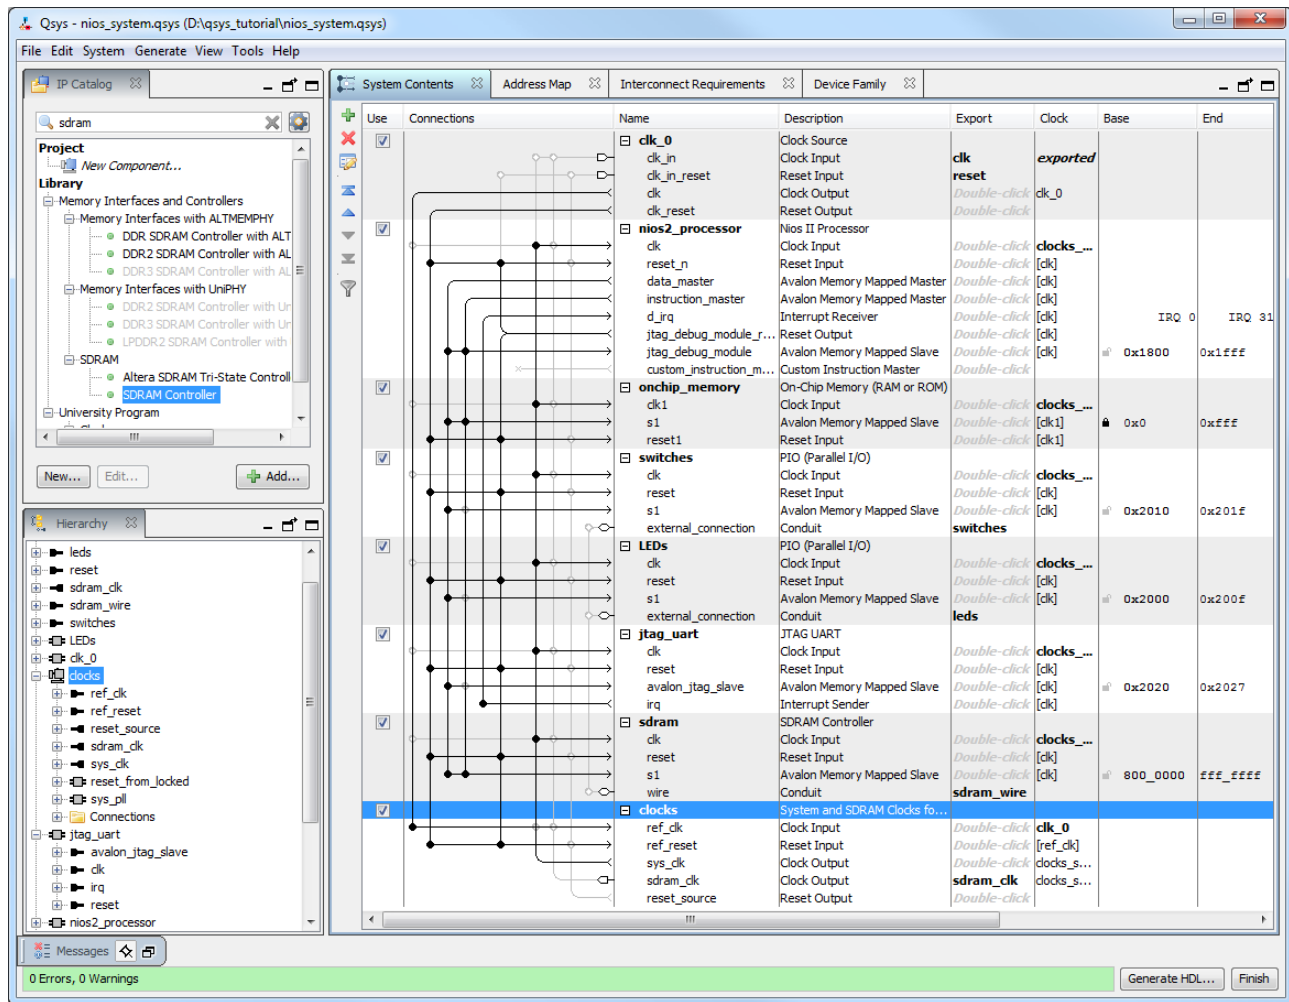 Qsys - nios_system.qsys (D:\qsys_tutorial\nios_system.qsys)
File Edit System Generate View Tools Help
IP Catalog
sdram
Project
New Component...
Library
Memory Interfaces and Controllers
Memory Interfaces with ALTMEMPHY
DDR SDRAM Controller with ALT
DDR2 SDRAM Controller with AL
DDR3 SDRAM Controller with AL
Memory Interfaces with UniPHY
DDR2 SDRAM Controller with Un
DDR3 SDRAM Controller with Un
LPDDR2 SDRAM Controller with
SDRAM
Altera SDRAM Tri-State Controll
SDRAM Controller
University Program
New... Edit... Add...
Hierarchy
leds
reset
sdram_clk
sdram_wire
switches
LEDs
clk_0
clocks
ref_clk
ref_reset
reset_source
sdram_clk
sys_clk
reset_from_locked
sys_pll
Connections
jtag_uart
avalon_jtag_slave
clk
irq
reset
nios2_processor
System Contents Address Map Interconnect Requirements Device Family
Use Connections Name Description Export Clock Base End
clk_0 Clock Source
clk_in Clock Input clk exported
clk_in_reset Reset Input reset
clk Clock Output Double-click clk_0
clk_reset Reset Output Double-click
nios2_processor Nios II Processor
clk Clock Input Double-click clocks_...
reset_n Reset Input Double-click [clk]
data_master Avalon Memory Mapped Master Double-click [clk]
instruction_master Avalon Memory Mapped Master Double-click [clk]
d_irq Interrupt Receiver Double-click [clk] IRQ 0 IRQ 31
jtag_debug_module_r... Reset Output Double-click [clk]
jtag_debug_module Avalon Memory Mapped Slave Double-click [clk] 0x1800 0x1fff
custom_instruction_m... Custom Instruction Master Double-click
onchip_memory On-Chip Memory (RAM or ROM)
clk1 Clock Input Double-click clocks_...
s1 Avalon Memory Mapped Slave Double-click [clk1] 0x0 0xfff
reset1 Reset Input Double-click [clk1]
switches PIO (Parallel I/O)
clk Clock Input Double-click clocks_...
reset Reset Input Double-click [clk]
s1 Avalon Memory Mapped Slave Double-click [clk] 0x2010 0x201f
external_connection Conduit switches
LEDs PIO (Parallel I/O)
clk Clock Input Double-click clocks_...
reset Reset Input Double-click [clk]
s1 Avalon Memory Mapped Slave Double-click [clk] 0x2000 0x200f
external_connection Conduit leds
jtag_uart JTAG UART
clk Clock Input Double-click clocks_...
reset Reset Input Double-click [clk]
avalon_jtag_slave Avalon Memory Mapped Slave Double-click [clk] 0x2020 0x2027
irq Interrupt Sender Double-click [clk]
sdram SDRAM Controller
clk Clock Input Double-click clocks_...
reset Reset Input Double-click [clk]
s1 Avalon Memory Mapped Slave Double-click [clk] 800_0000 fff_ffff
wire Conduit sdram_wire
clocks System and SDRAM Clocks fo...
ref_clk Clock Input Double-click clk_0
ref_reset Reset Input Double-click [ref_clk]
sys_clk Clock Output Double-click clocks_s...
sdram_clk Clock Output sdram_clk clocks_s...
reset_source Reset Output Double-click
Messages
0 Errors, 0 Warnings
Generate HDL... Finish